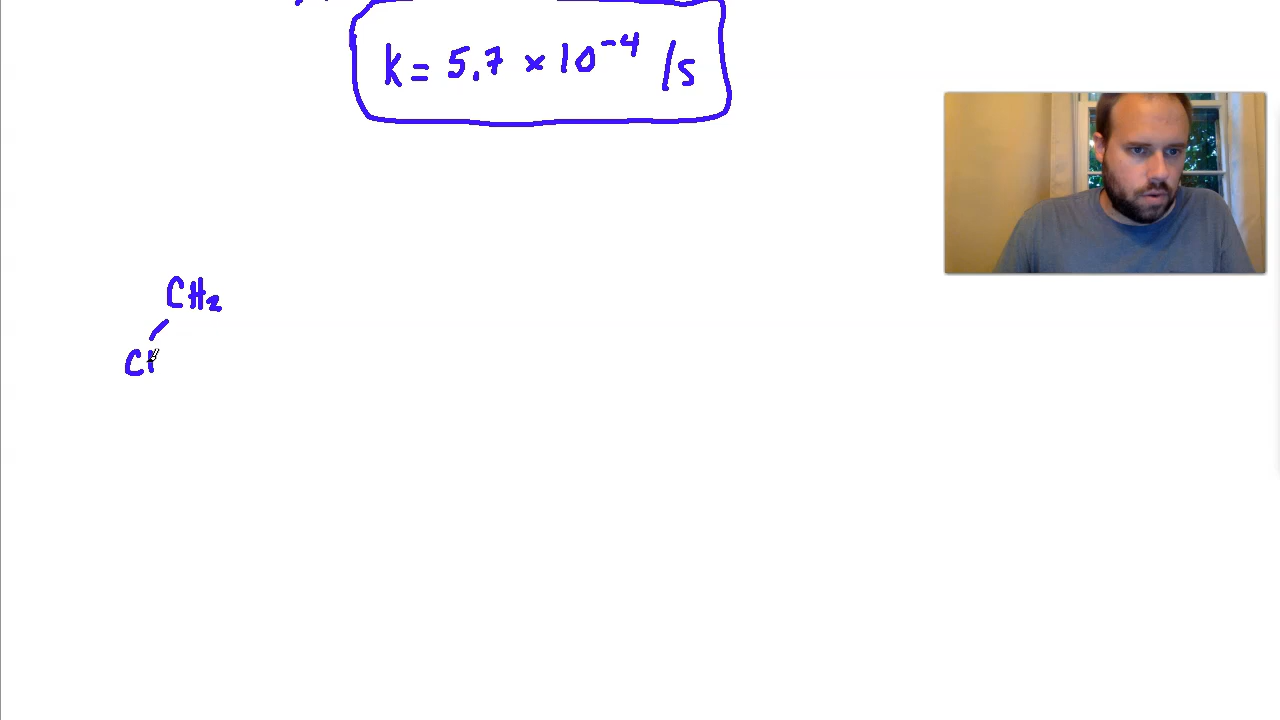 k = 5.7 × 10⁻⁴ /s
CH₂